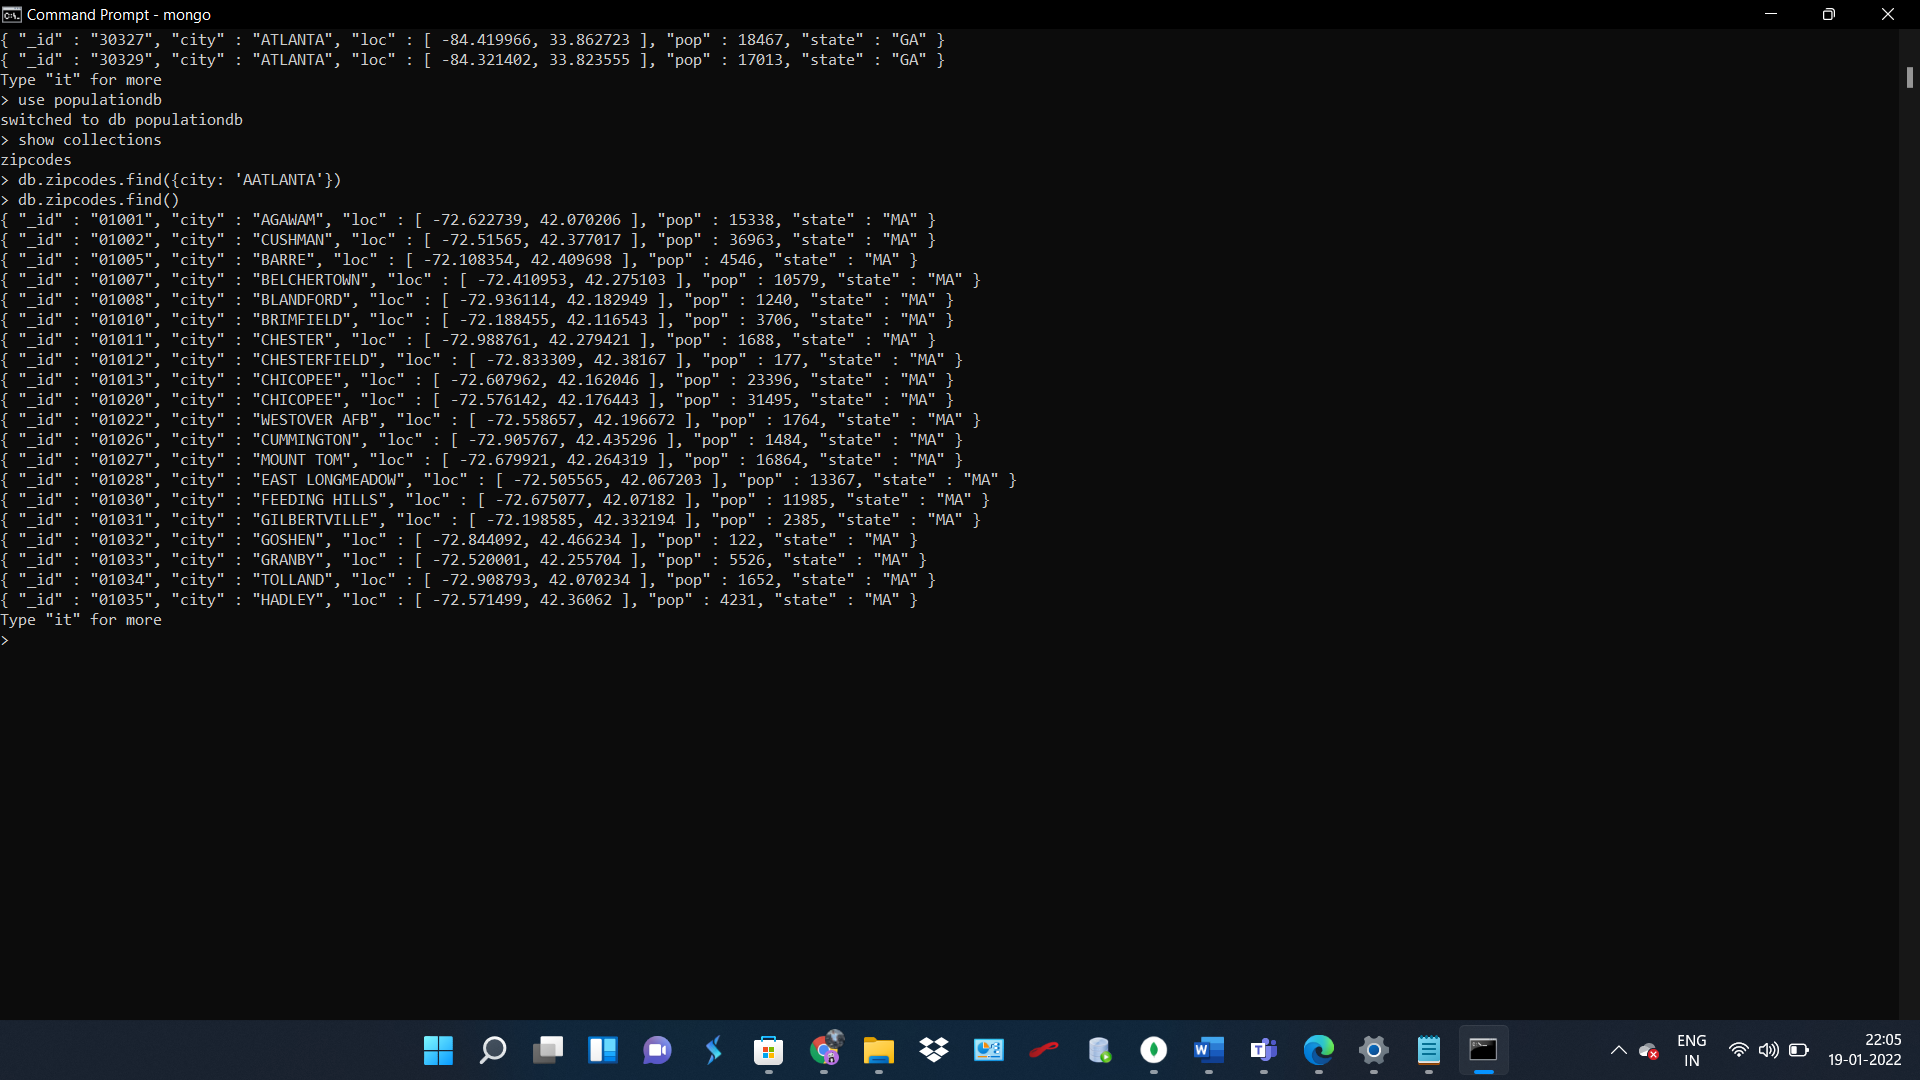 Command Prompt - mongo
{ "_id" : "30327", "city" : "ATLANTA", "loc" : [ -84.419966, 33.862723 ], "pop" : 18467, "state" : "GA" }
{ "_id" : "30329", "city" : "ATLANTA", "loc" : [ -84.321402, 33.823555 ], "pop" : 17013, "state" : "GA" }
Type "it" for more
> use populationdb
switched to db populationdb
> show collections
zipcodes
> db.zipcodes.find({city: 'AATLANTA'})
> db.zipcodes.find()
{ "_id" : "01001", "city" : "AGAWAM", "loc" : [ -72.622739, 42.070206 ], "pop" : 15338, "state" : "MA" }
{ "_id" : "01002", "city" : "CUSHMAN", "loc" : [ -72.51565, 42.377017 ], "pop" : 36963, "state" : "MA" }
{ "_id" : "01005", "city" : "BARRE", "loc" : [ -72.108354, 42.409698 ], "pop" : 4546, "state" : "MA" }
{ "_id" : "01007", "city" : "BELCHERTOWN", "loc" : [ -72.410953, 42.275103 ], "pop" : 10579, "state" : "MA" }
{ "_id" : "01008", "city" : "BLANDFORD", "loc" : [ -72.936114, 42.182949 ], "pop" : 1240, "state" : "MA" }
{ "_id" : "01010", "city" : "BRIMFIELD", "loc" : [ -72.188455, 42.116543 ], "pop" : 3706, "state" : "MA" }
{ "_id" : "01011", "city" : "CHESTER", "loc" : [ -72.988761, 42.279421 ], "pop" : 1688, "state" : "MA" }
{ "_id" : "01012", "city" : "CHESTERFIELD", "loc" : [ -72.833309, 42.38167 ], "pop" : 177, "state" : "MA" }
{ "_id" : "01013", "city" : "CHICOPEE", "loc" : [ -72.607962, 42.162046 ], "pop" : 23396, "state" : "MA" }
{ "_id" : "01020", "city" : "CHICOPEE", "loc" : [ -72.576142, 42.176443 ], "pop" : 31495, "state" : "MA" }
{ "_id" : "01022", "city" : "WESTOVER AFB", "loc" : [ -72.558657, 42.196672 ], "pop" : 1764, "state" : "MA" }
{ "_id" : "01026", "city" : "CUMMINGTON", "loc" : [ -72.905767, 42.435296 ], "pop" : 1484, "state" : "MA" }
{ "_id" : "01027", "city" : "MOUNT TOM", "loc" : [ -72.679921, 42.264319 ], "pop" : 16864, "state" : "MA" }
{ "_id" : "01028", "city" : "EAST LONGMEADOW", "loc" : [ -72.505565, 42.067203 ], "pop" : 13367, "state" : "MA" }
{ "_id" : "01030", "city" : "FEEDING HILLS", "loc" : [ -72.675077, 42.07182 ], "pop" : 11985, "state" : "MA" }
{ "_id" : "01031", "city" : "GILBERTVILLE", "loc" : [ -72.198585, 42.332194 ], "pop" : 2385, "state" : "MA" }
{ "_id" : "01032", "city" : "GOSHEN", "loc" : [ -72.844092, 42.466234 ], "pop" : 122, "state" : "MA" }
{ "_id" : "01033", "city" : "GRANBY", "loc" : [ -72.520001, 42.255704 ], "pop" : 5526, "state" : "MA" }
{ "_id" : "01034", "city" : "TOLLAND", "loc" : [ -72.908793, 42.070234 ], "pop" : 1652, "state" : "MA" }
{ "_id" : "01035", "city" : "HADLEY", "loc" : [ -72.571499, 42.36062 ], "pop" : 4231, "state" : "MA" }
Type "it" for more
>
ENG
IN
22:05
19-01-2022